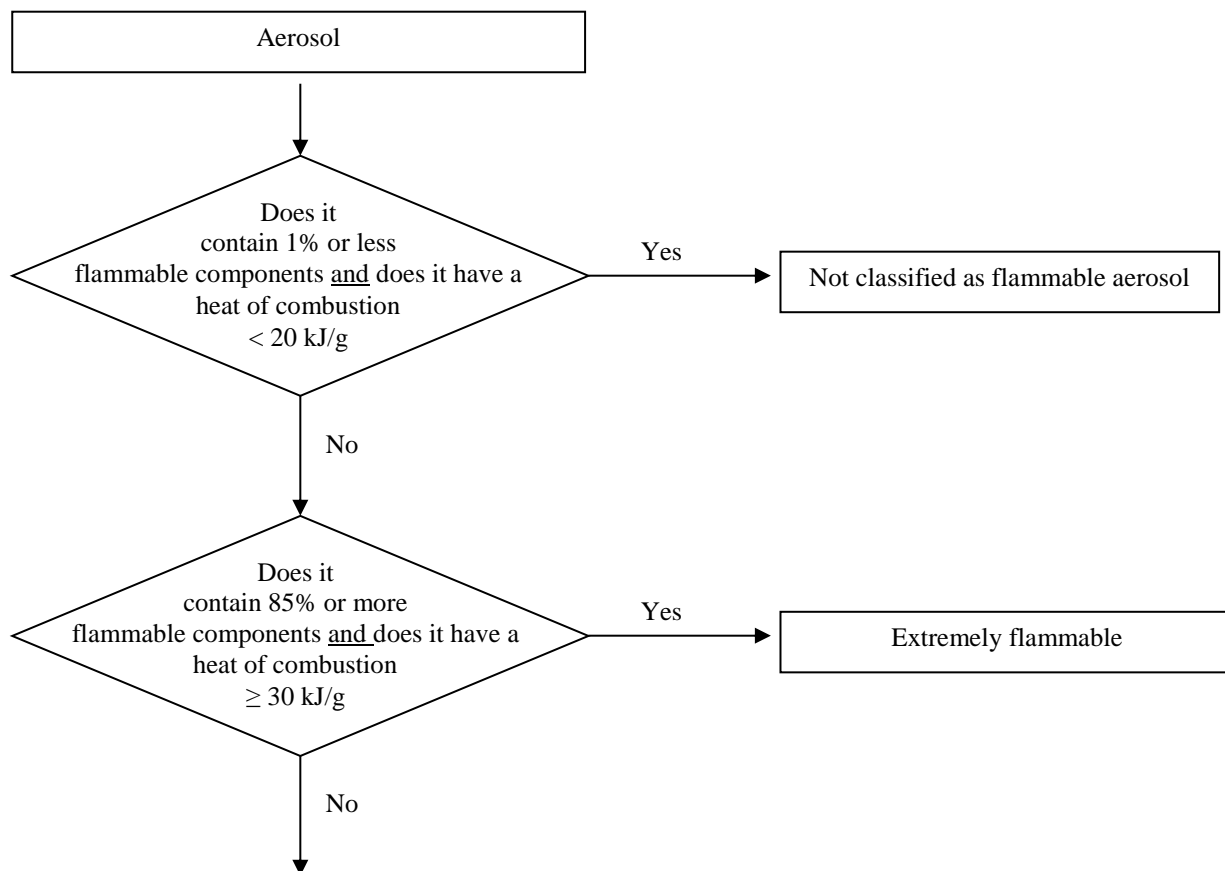 Aerosol
Does it
contain 1% or less
flammable components and does it have a
heat of combustion
< 20 kJ/g
Yes
Not classified as flammable aerosol
No
Does it
contain 85% or more
flammable components and does it have a
heat of combustion
≥ 30 kJ/g
Yes
Extremely flammable
No